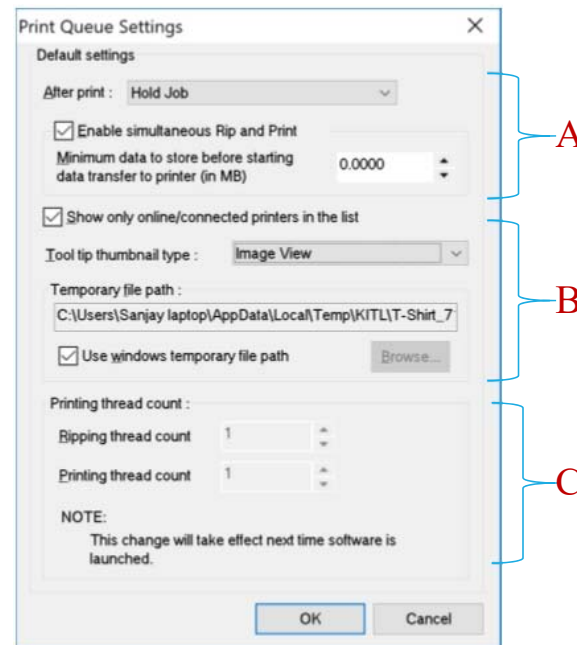 Print Queue Settings
Default settings
After print : Hold Job
Enable simultaneous Rip and Print
Minimum data to store before starting
data transfer to printer (in MB)
0.0000
A
Show only online/connected printers in the list
Tool tip thumbnail type : Image View
Temporary file path :
C:\Users\Sanjay laptop\AppData\Local\Temp\KITL\T-Shirt_7
Use windows temporary file path Browse...
B
Printing thread count :
Ripping thread count 1
Printing thread count 1
NOTE:
This change will take effect next time software is
launched.
C
OK Cancel